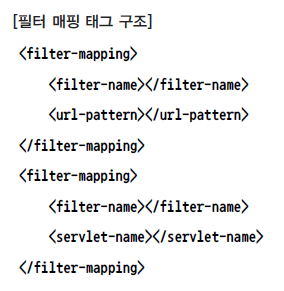 [필터 매핑 태그 구조]
<filter-mapping>
<filter-name></filter-name>
<url-pattern></url-pattern>
</filter-mapping>
<filter-mapping>
<filter-name></filter-name>
<servlet-name></servlet-name>
</filter-mapping>